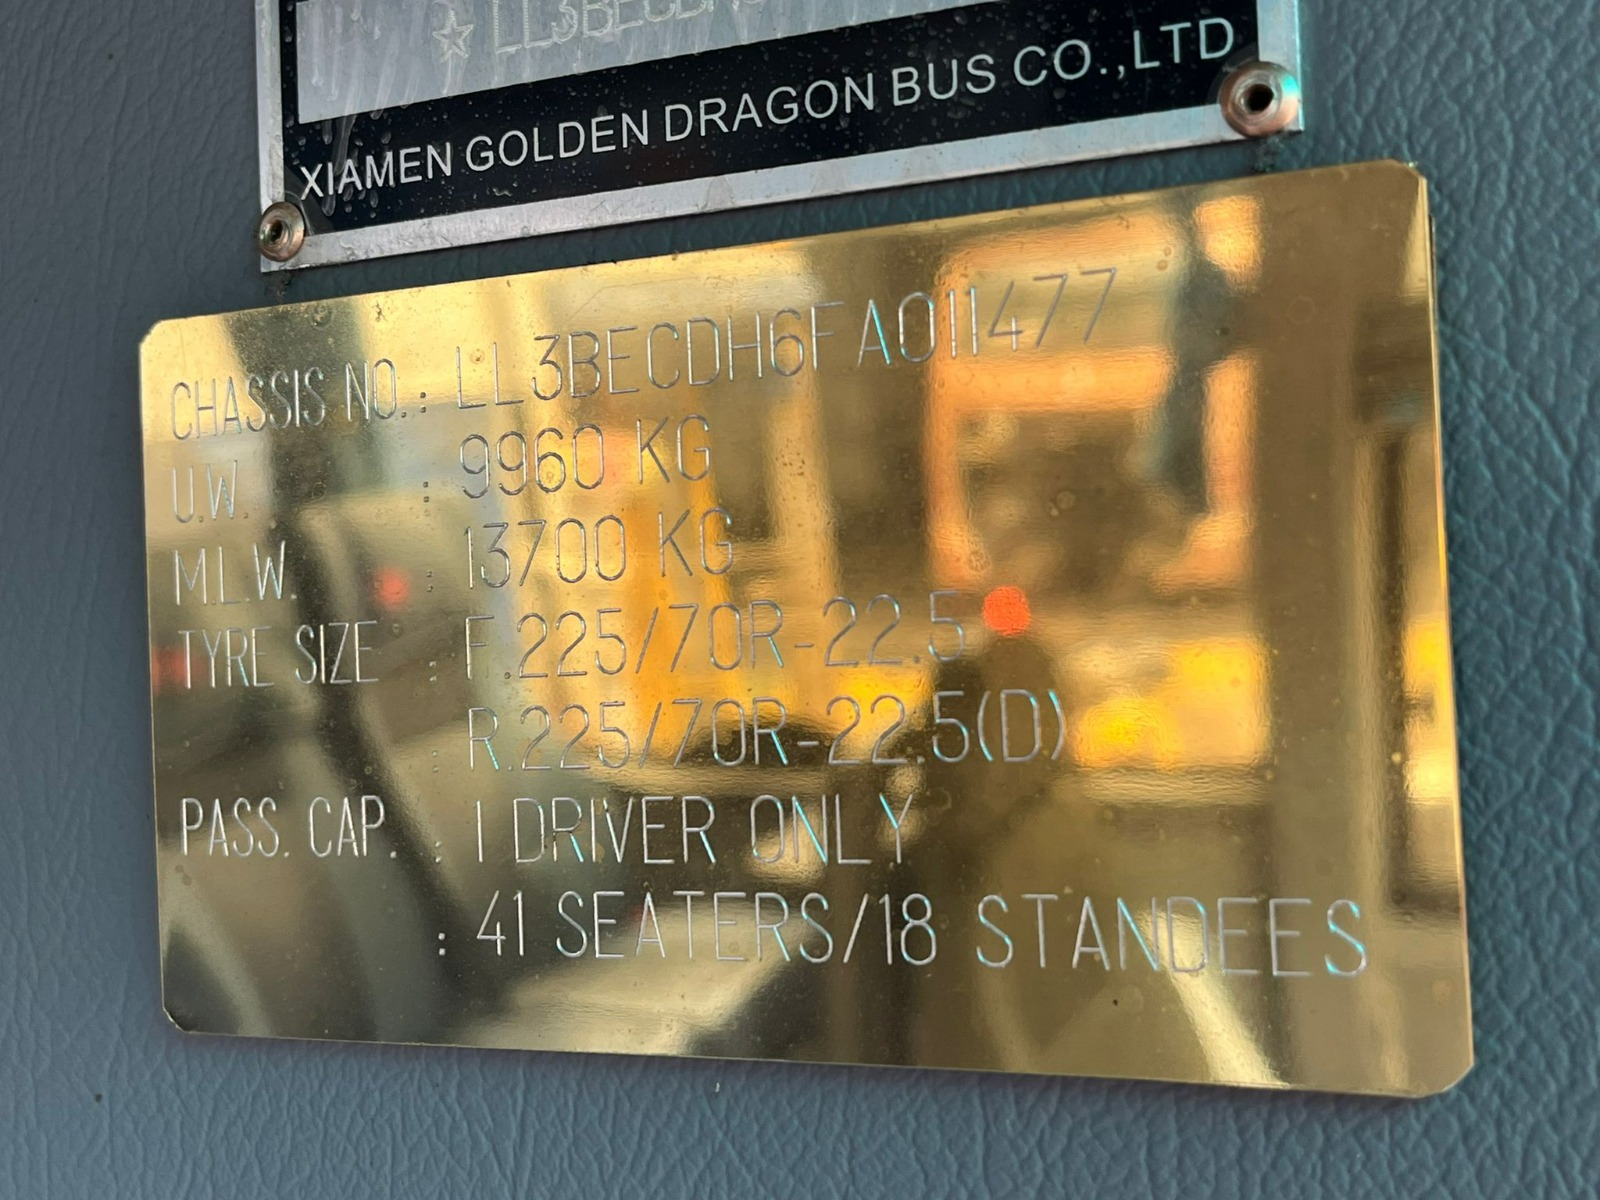 XIAMEN GOLDEN DRAGON BUS CO.,LTD
CHASSIS NO. : LL3BECDH6FA011477
U.W. : 9960 KG
M.L.W. : 13700 KG
TYRE SIZE : F.225/70R-22.5
: R.225/70R-22.5(D)
PASS. CAP. : 1 DRIVER ONLY
: 41 SEATERS/18 STANDEES